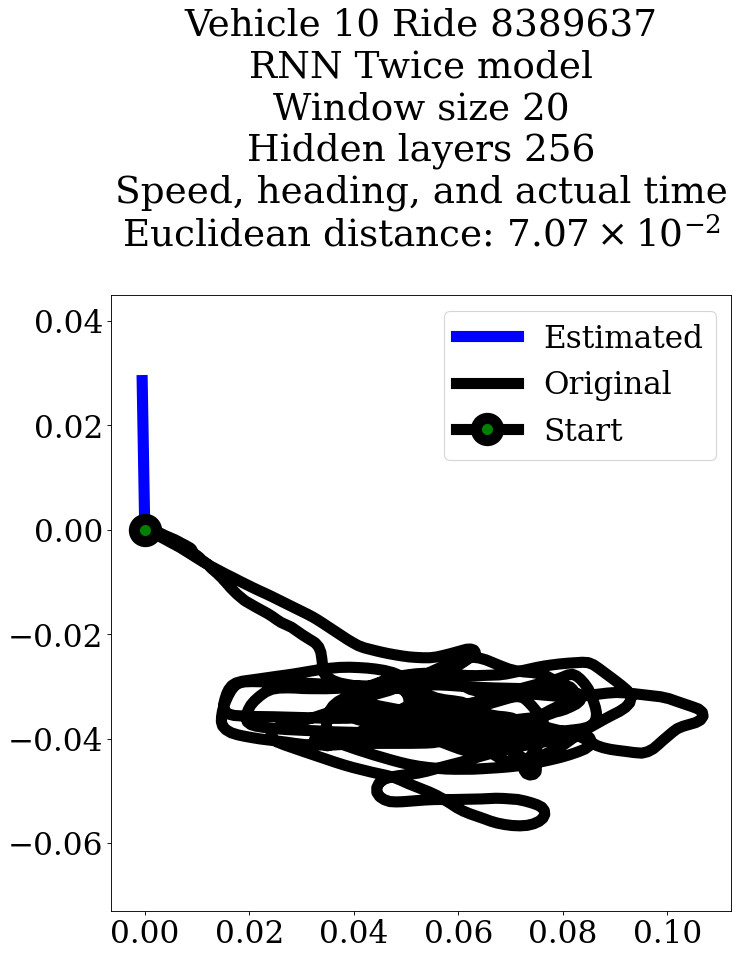 Vehicle 10 Ride 8389637
RNN Twice model
Window size 20
Hidden layers 256
Speed, heading, and actual time
Euclidean distance: 7.07 × 10⁻²
Estimated
Original
Start
0.04
0.02
0.00
−0.02
−0.04
−0.06
0.00 0.02 0.04 0.06 0.08 0.10